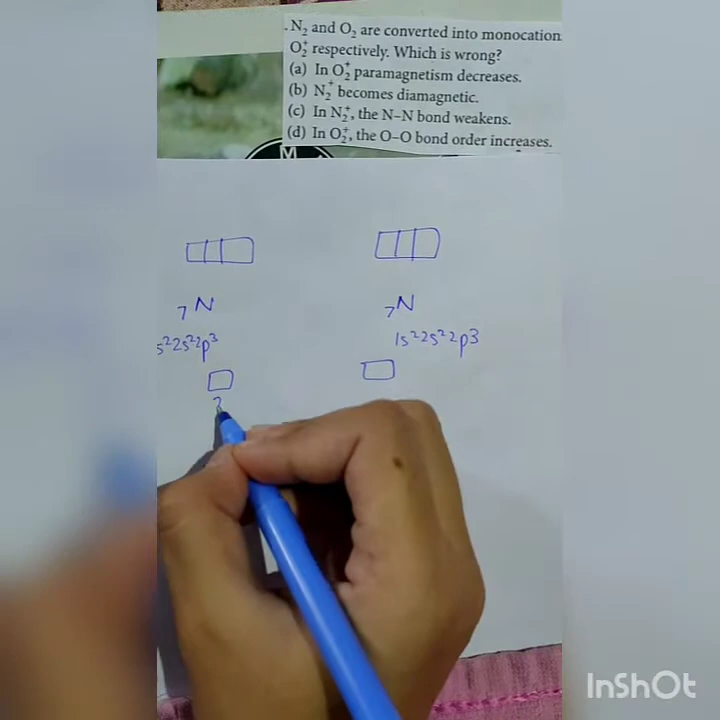 . N₂ and O₂ are converted into monocation
O₂⁺ respectively. Which is wrong?
(a) In O₂⁺ paramagnetism decreases.
(b) N₂⁺ becomes diamagnetic.
(c) In N₂⁺, the N–N bond weakens.
(d) In O₂⁺, the O–O bond order increases.
M
₇N ₇N
s²2s²2p³ 1s²2s²2p3
InShOt